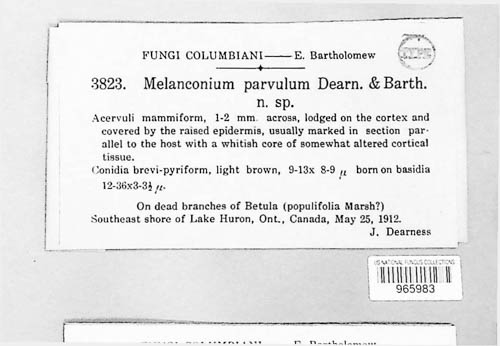 FUNGI COLUMBIANI—E. Bartholomew
3823. Melanconium parvulum Dearn. & Barth.
n. sp.
Acervuli mammiform, 1-2 mm. across, lodged on the cortex and
covered by the raised epidermis, usually marked in section par-
allel to the host with a whitish core of somewhat altered cortical
tissue.
Conidia brevi-pyriform, light brown, 9-13x 8-9 µ born on basidia
12-36x3-3½ µ.
On dead branches of Betula (populifolia Marsh?)
Southeast shore of Lake Huron, Ont., Canada, May 25, 1912.
J. Dearness
US NATIONAL FUNGUS COLLECTIONS
965983
FUNGI COLUMBIANI—E. Bartholomew